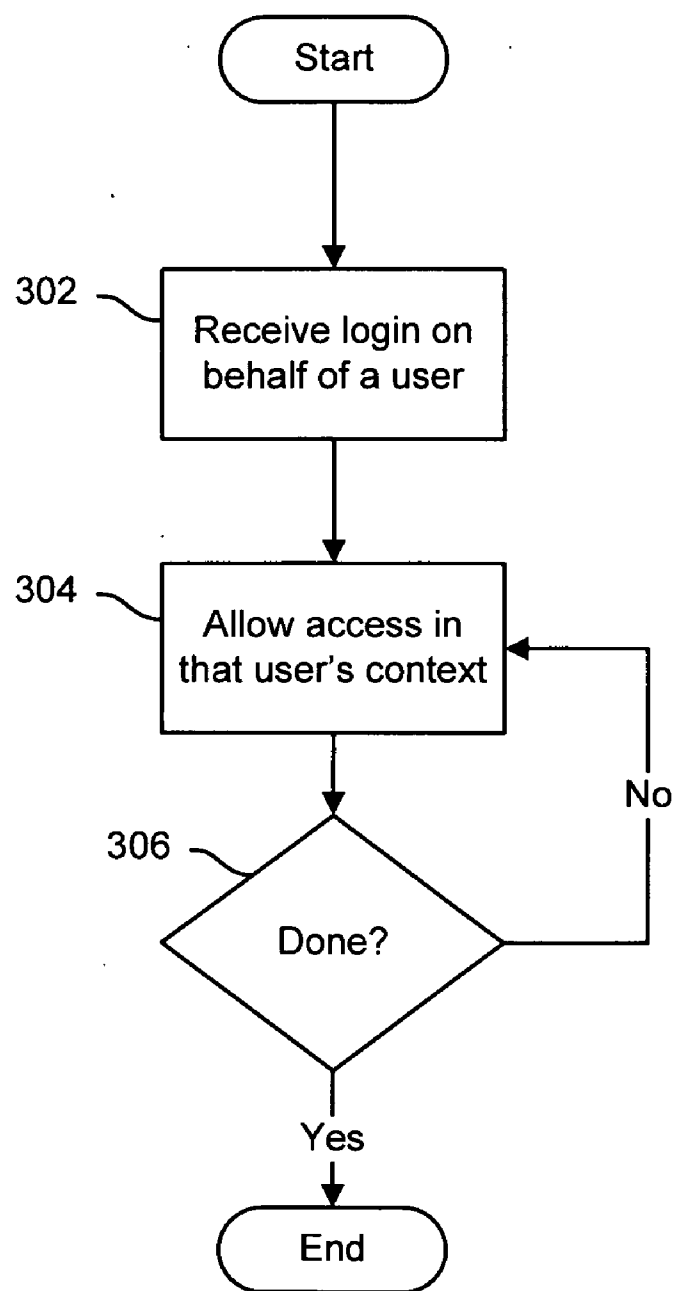 Start
302
Receive login on
behalf of a user
304
Allow access in
that user's context
No
306
Done?
Yes
End